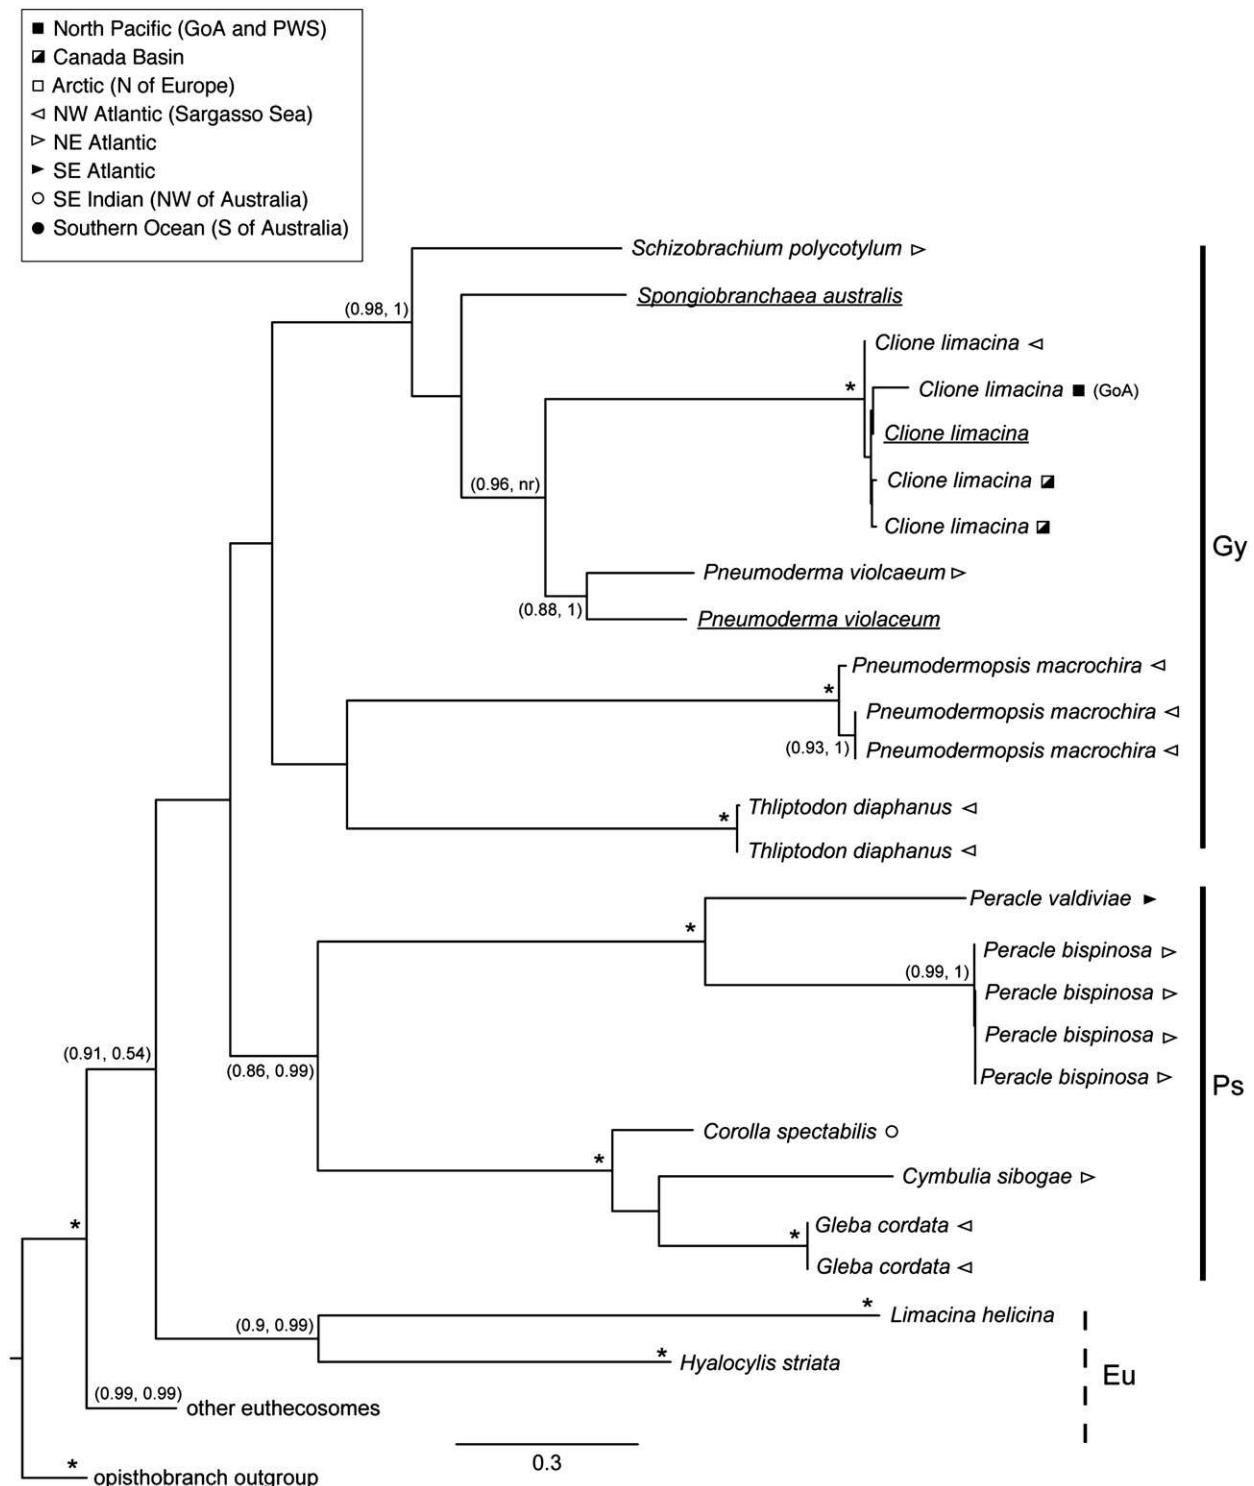 North Pacific (GoA and PWS)
Canada Basin
Arctic (N of Europe)
NW Atlantic (Sargasso Sea)
NE Atlantic
SE Atlantic
SE Indian (NW of Australia)
Southern Ocean (S of Australia)
Schizobrachium polycotylum
Spongiobranchaea australis
(0.98, 1)
Clione limacina
*
Clione limacina (GoA)
Clione limacina
Clione limacina
(0.96, nr)
Clione limacina
Gy
Pneumoderma violcaeum
(0.88, 1)
Pneumoderma violaceum
Pneumodermopsis macrochira
*
Pneumodermopsis macrochira
(0.93, 1)
Pneumodermopsis macrochira
Thliptodon diaphanus
*
Thliptodon diaphanus
Peracle valdiviae
*
Peracle bispinosa
(0.99, 1)
Peracle bispinosa
Peracle bispinosa
(0.91, 0.54)
(0.86, 0.99)
Peracle bispinosa
Ps
Corolla spectabilis
*
Cymbulia sibogae
*
Gleba cordata
*
Gleba cordata
*
Limacina helicina
(0.9, 0.99)
*
Hyalocylis striata
Eu
(0.99, 0.99)
other euthecosomes
0.3
*
opisthobranch outgroup